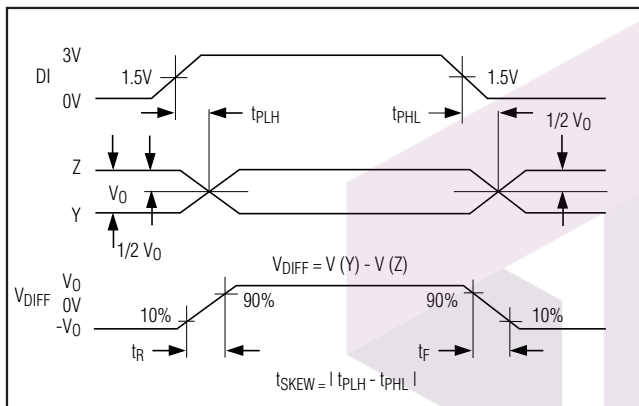 3V
DI
1.5V
1.5V
0V
tPLH
tPHL
1/2 VO
Z
VO
Y
1/2 VO
VDIFF = V (Y) - V (Z)
VO
VDIFF
0V
-VO
10%
90%
90%
10%
tR
tF
tSKEW = | tPLH - tPHL |